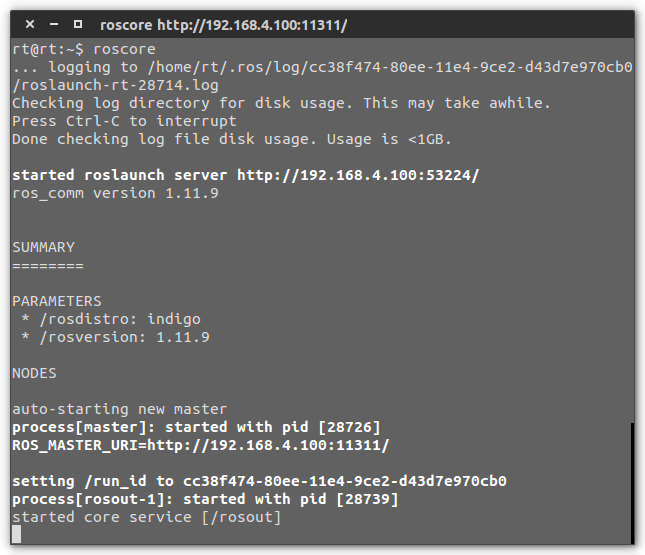 roscore http://192.168.4.100:11311/
rt@rt:~$ roscore
... logging to /home/rt/.ros/log/cc38f474-80ee-11e4-9ce2-d43d7e970cb0
/roslaunch-rt-28714.log
Checking log directory for disk usage. This may take awhile.
Press Ctrl-C to interrupt
Done checking log file disk usage. Usage is <1GB.
started roslaunch server http://192.168.4.100:53224/
ros_comm version 1.11.9
SUMMARY
========
PARAMETERS
* /rosdistro: indigo
* /rosversion: 1.11.9
NODES
auto-starting new master
process[master]: started with pid [28726]
ROS_MASTER_URI=http://192.168.4.100:11311/
setting /run_id to cc38f474-80ee-11e4-9ce2-d43d7e970cb0
process[rosout-1]: started with pid [28739]
started core service [/rosout]